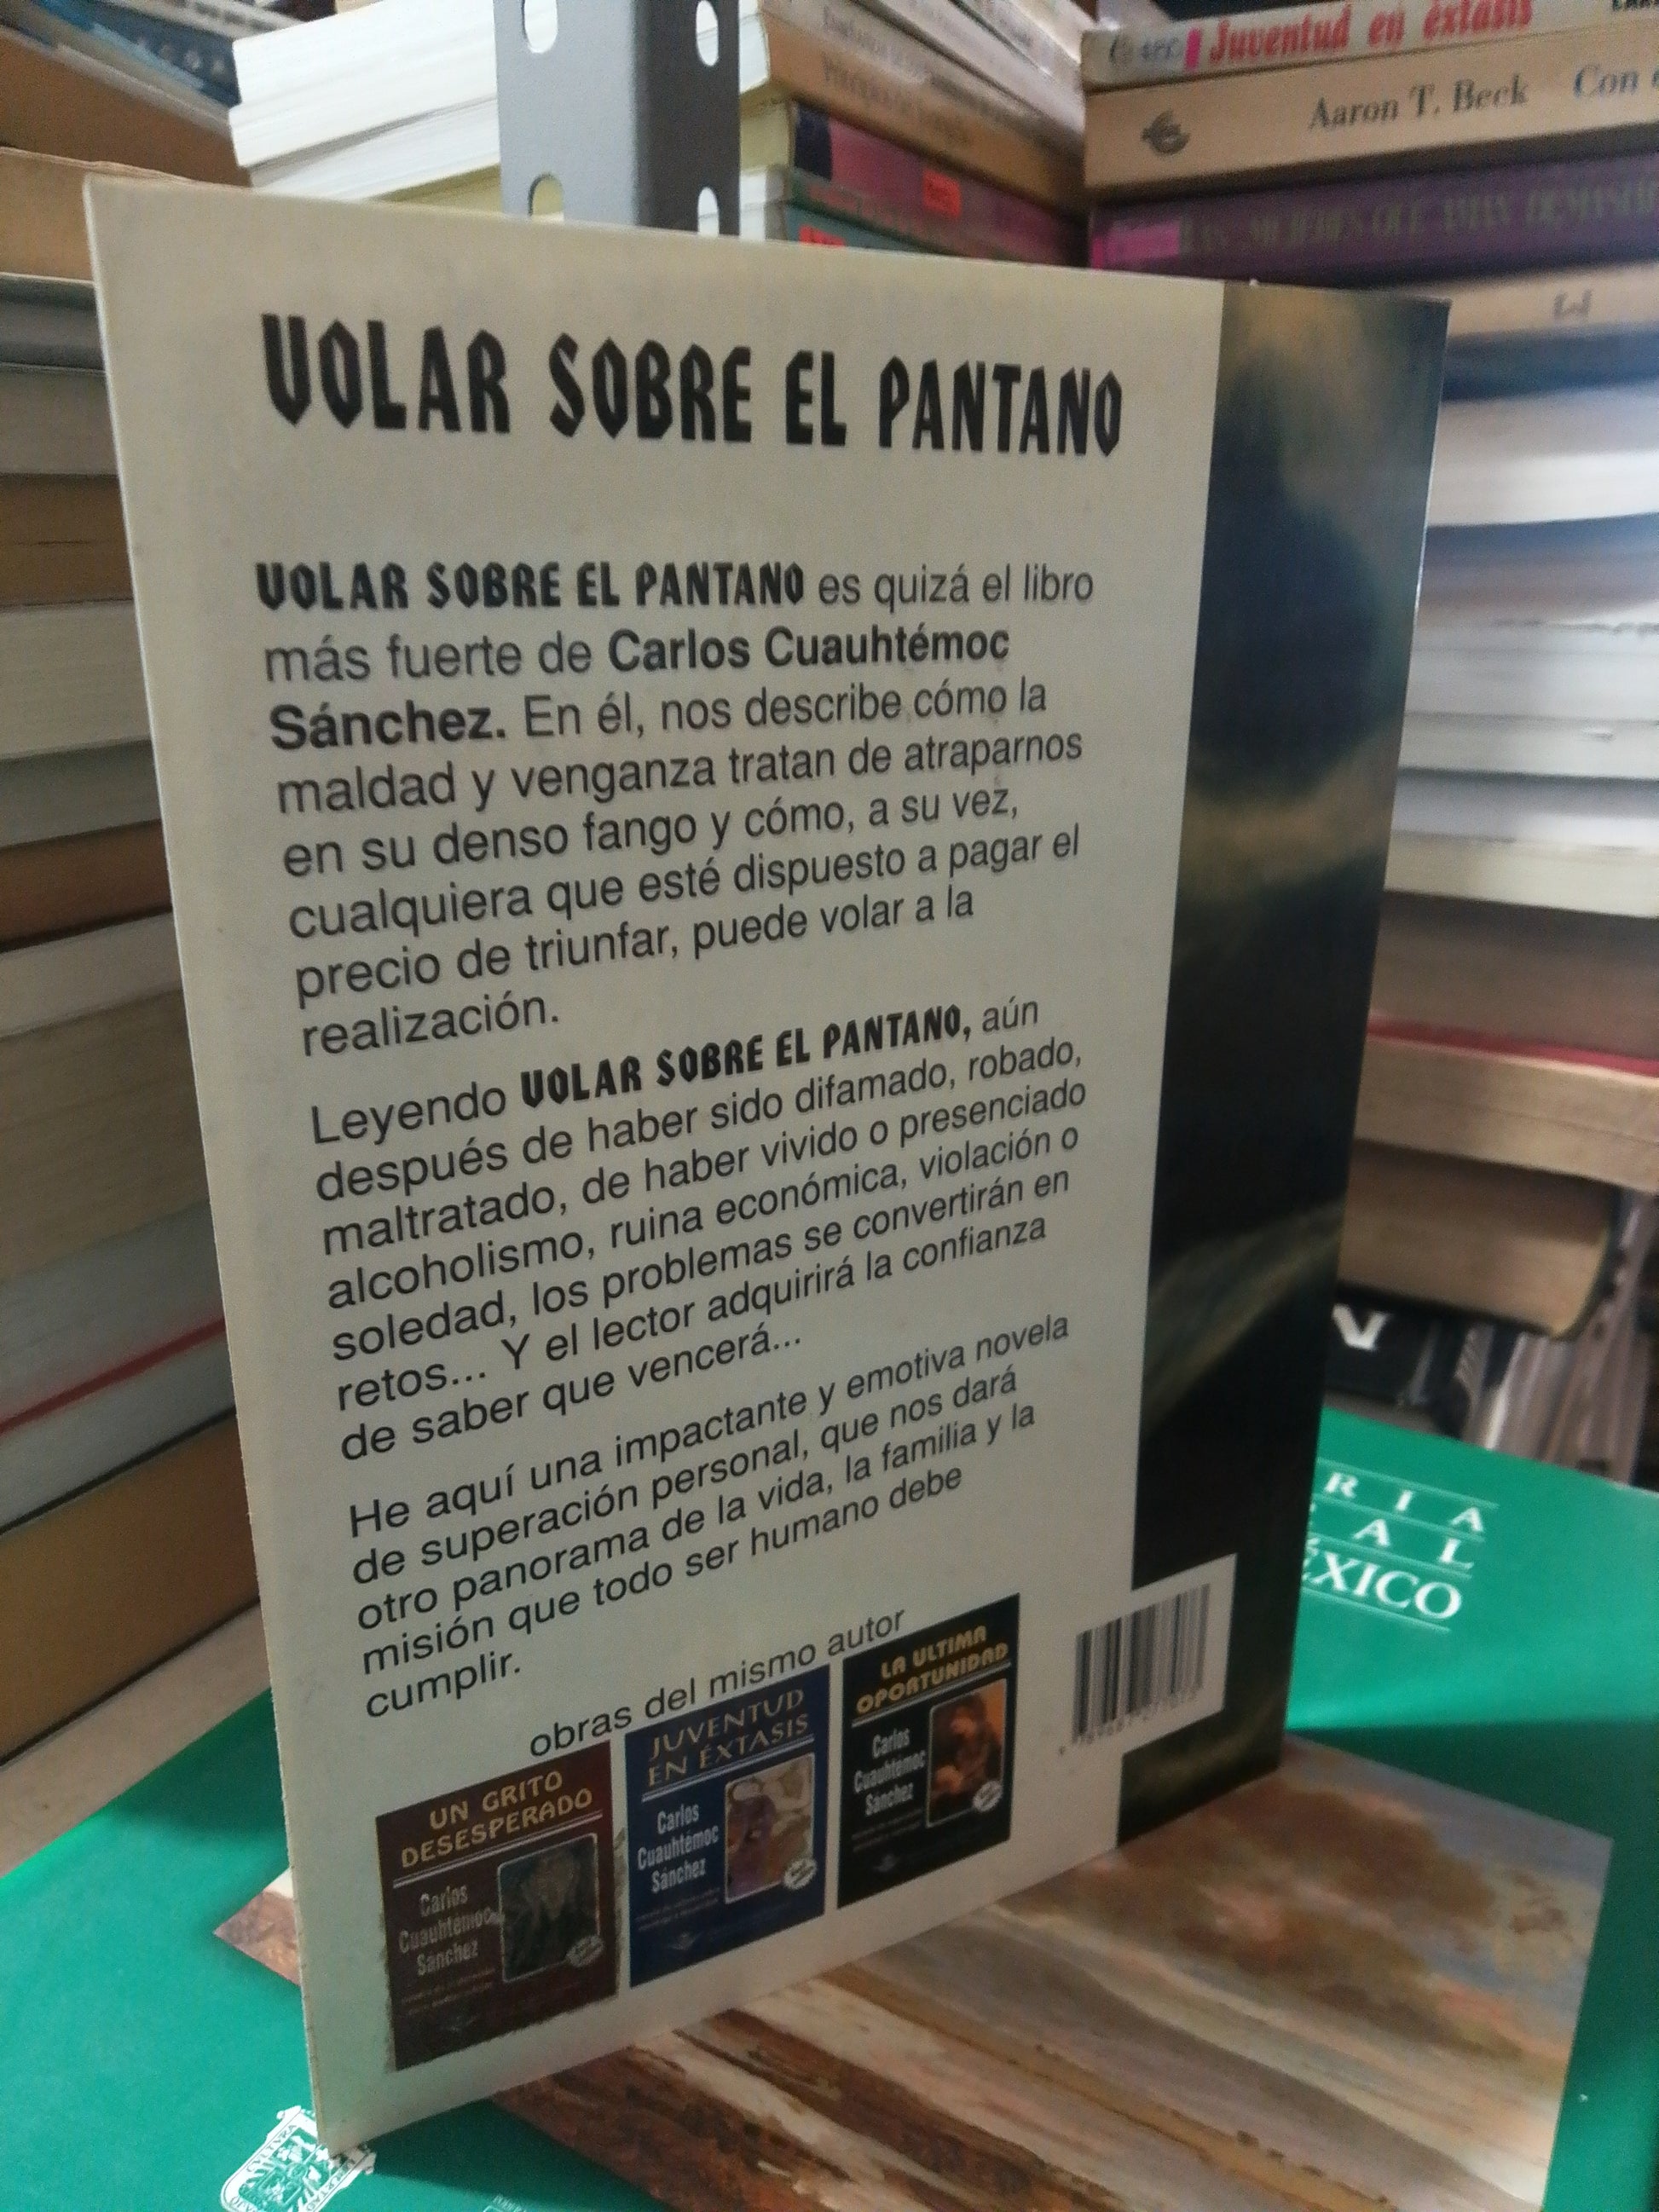 Juventud en éxtasis
Aaron T. Beck Con
VOLAR SOBRE EL PANTANO
VOLAR SOBRE EL PANTANO es quizá el libro
más fuerte de Carlos Cuauhtémoc
Sánchez. En él, nos describe cómo la
maldad y venganza tratan de atraparnos
en su denso fango y cómo, a su vez,
cualquiera que esté dispuesto a pagar el
precio de triunfar, puede volar a la
realización.
Leyendo VOLAR SOBRE EL PANTANO, aún
después de haber sido difamado, robado,
maltratado, de haber vivido o presenciado
alcoholismo, ruina económica, violación o
soledad, los problemas se convertirán en
retos... Y el lector adquirirá la confianza
de saber que vencerá...
He aquí una impactante y emotiva novela
de superación personal, que nos dará
otro panorama de la vida, la familia y la
misión que todo ser humano debe
cumplir.
obras del mismo autor
UN GRITO
DESESPERADO
Carlos
Cuauhtémoc
Sánchez
JUVENTUD
EN ÉXTASIS
Carlos
Cuauhtémoc
Sánchez
LA ULTIMA
OPORTUNIDAD
Carlos
Cuauhtémoc
Sánchez
RIA
AL
ÉXICO